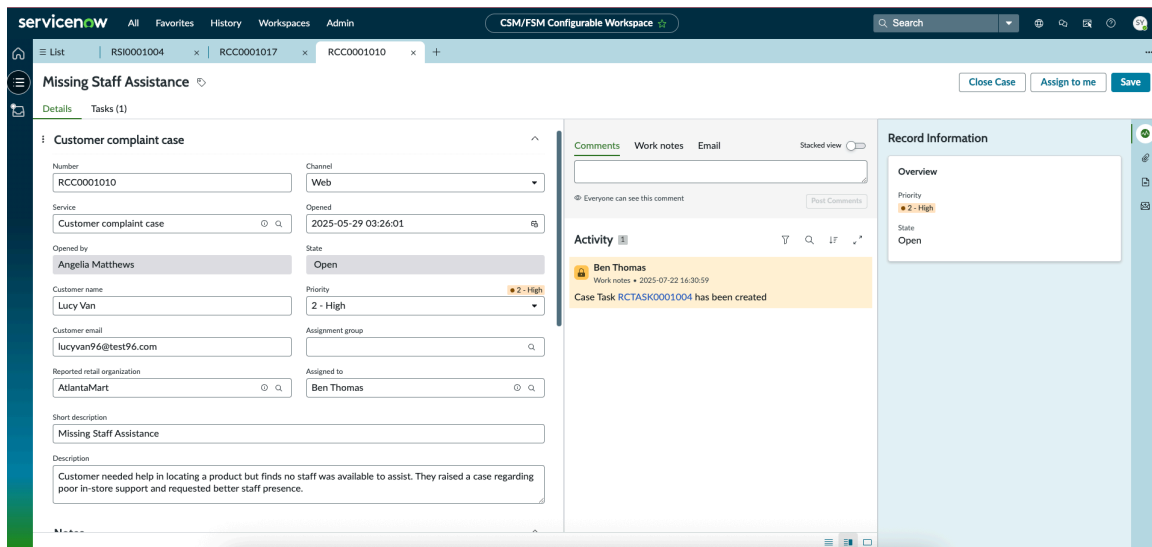 servicenow All Favorites History Workspaces Admin CSM/FSM Configurable Workspace Search SY
List RSI0001004 × RCC0001017 × RCC0001010 × +
Missing Staff Assistance Close Case Assign to me Save
Details Tasks (1)
Customer complaint case
Number
RCC0001010
Channel
Web
Service
Customer complaint case
Opened
2025-05-29 03:26:01
Opened by
Angelia Matthews
State
Open
Customer name
Lucy Van
Priority 2 - High
2 - High
Customer email
lucyvan96@test96.com
Assignment group
Reported retail organization
AtlantaMart
Assigned to
Ben Thomas
Short description
Missing Staff Assistance
Description
Customer needed help in locating a product but finds no staff was available to assist. They raised a case regarding
poor in-store support and requested better staff presence.
Comments Work notes Email Stacked view
Everyone can see this comment Post Comments
Activity 1
Ben Thomas
Work notes • 2025-07-22 16:30:59
Case Task RCTASK0001004 has been created
Record Information
Overview
Priority
2 - High
State
Open